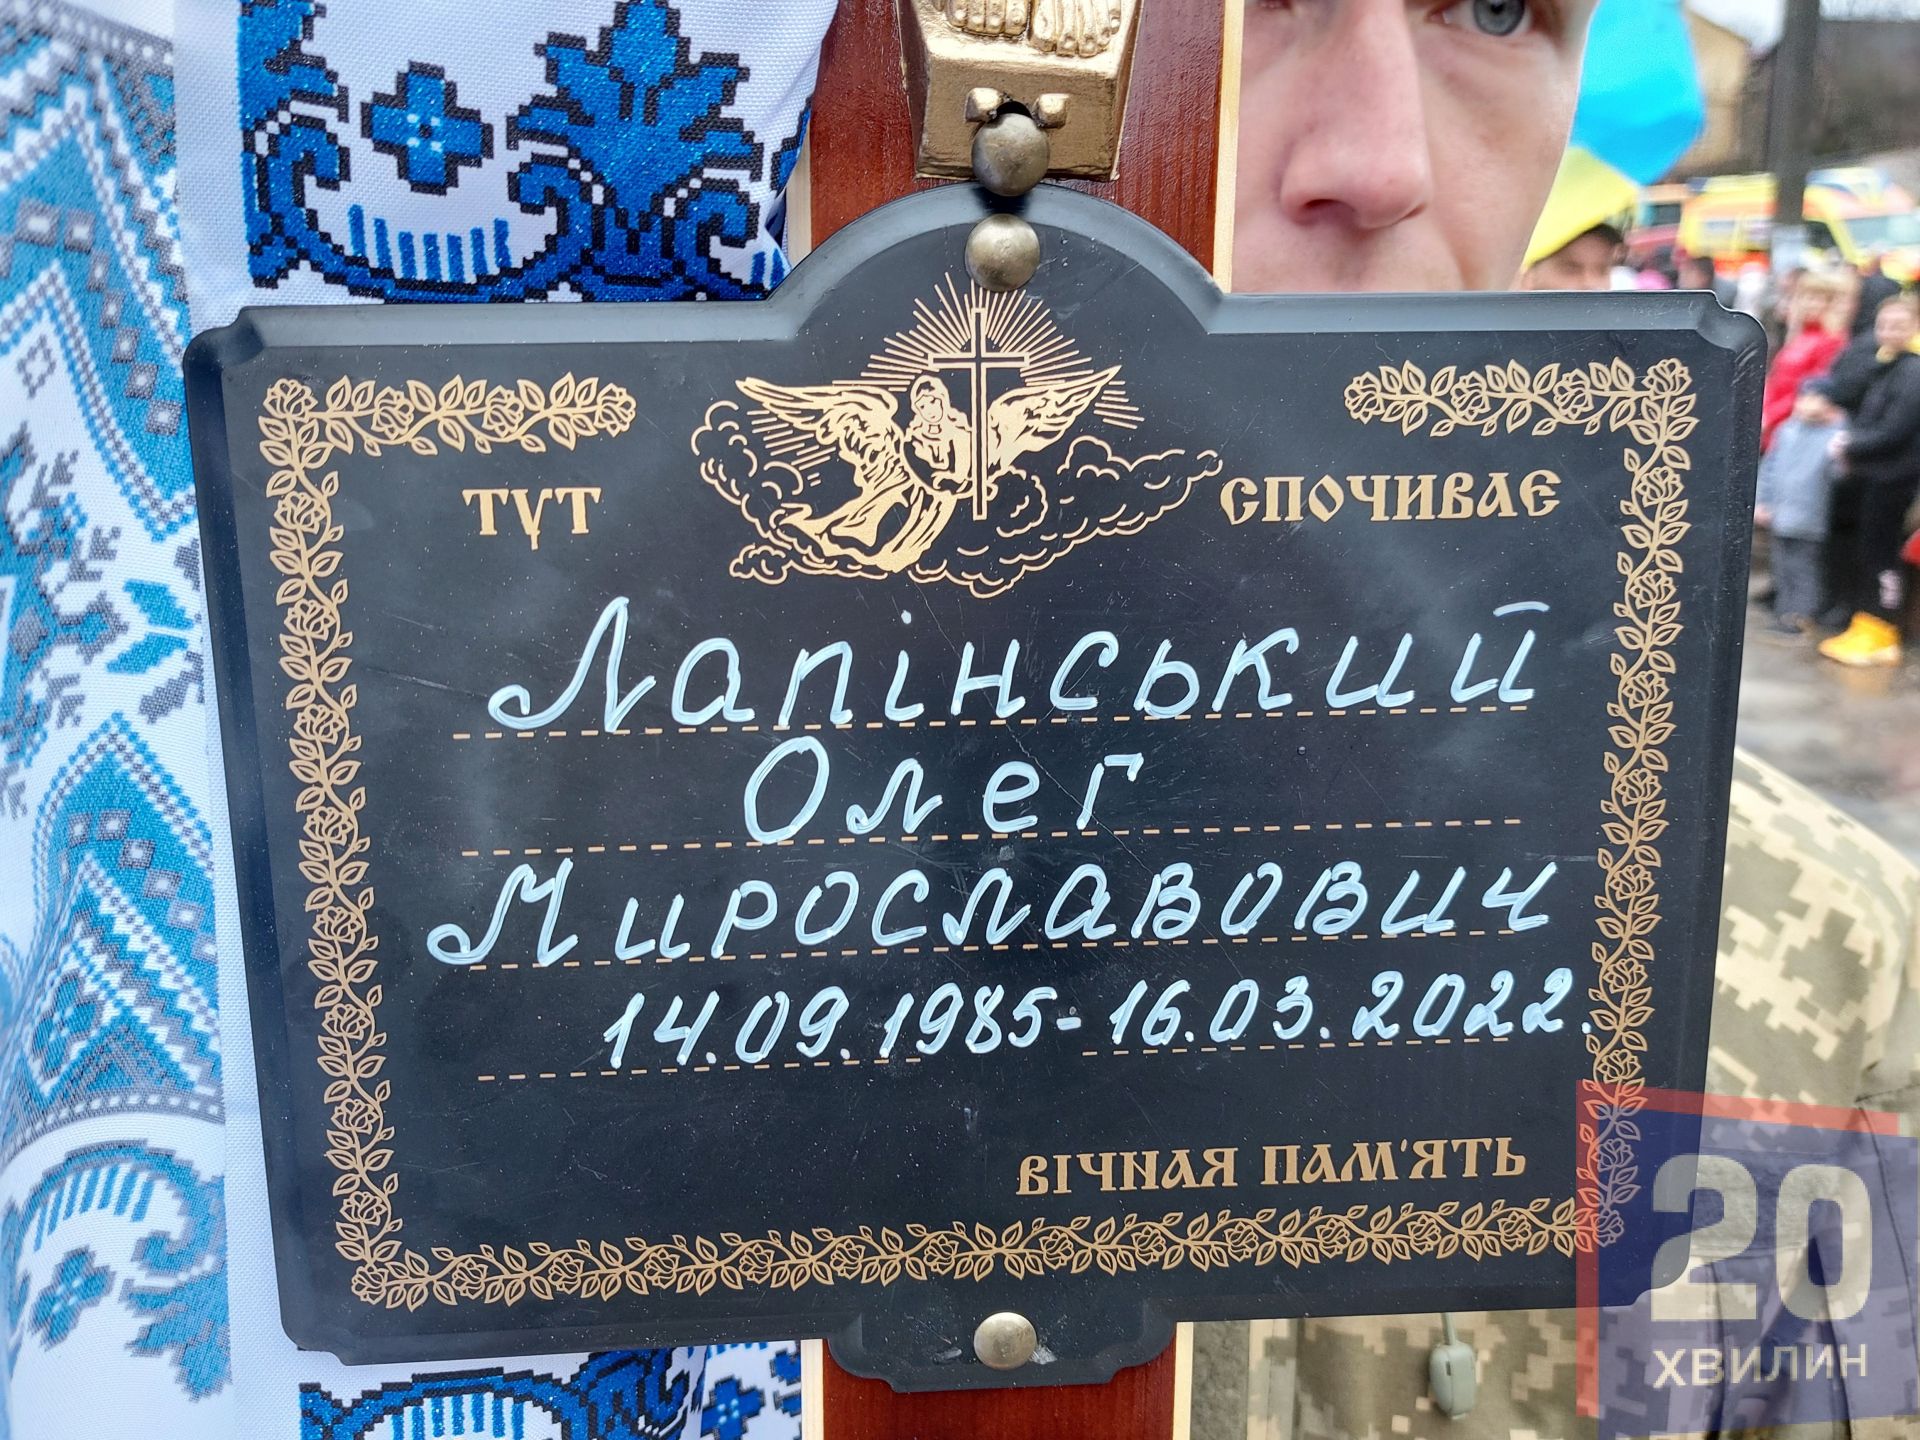 ТУТ СПОЧИВАЄ
Лапінський
Олег
Мирославович
14.09.1985-16.03.2022.
ВІЧНАЯ ПАМ'ЯТЬ
20
ХВИЛИН